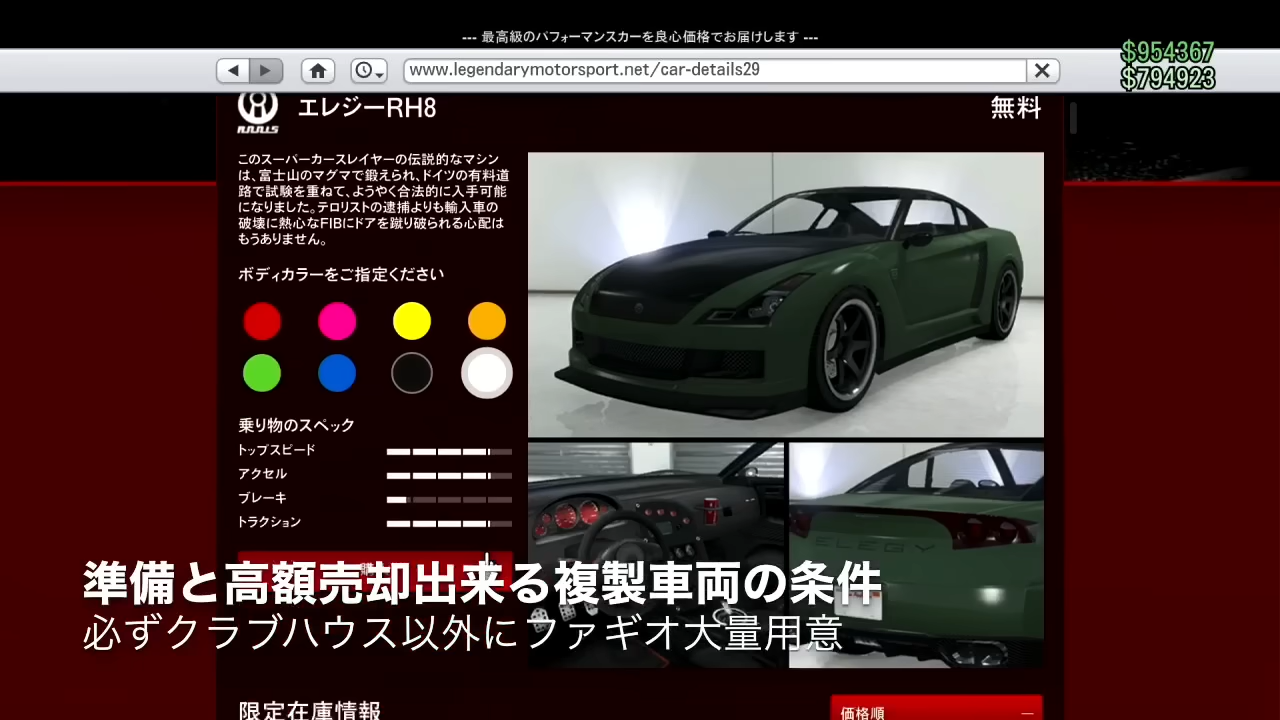 --- 最高級のパフォーマンスカーを良心価格でお届けします ---
$954367
www.legendarymotorsport.net/car-details29
$794923
エレジーRH8
無料
このスーパーカースレイヤーの伝説的なマシン
は、富士山のマグマで鍛えられ、ドイツの有料道
路で試験を重ねて、ようやく合法的に入手可能
になりました。テロリストの逮捕よりも輸入車の
破壊に熱心なFIBにドアを蹴り破られる心配は
もうありません。
ボディカラーをご指定ください
乗り物のスペック
トップスピード
アクセル
ブレーキ
トラクション
ELEGY
準備と高額売却出来る複製車両の条件
必ずクラブハウス以外にファギオ大量用意
限定在庫情報
価格順